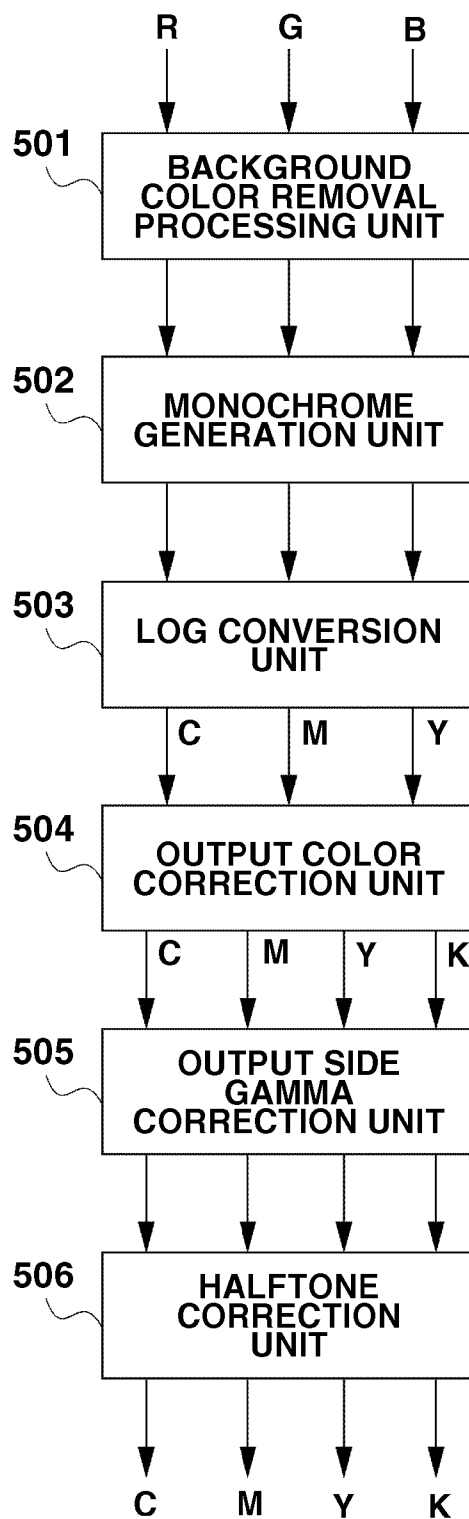 R G B
501
BACKGROUND
COLOR REMOVAL
PROCESSING UNIT
502
MONOCHROME
GENERATION UNIT
503
LOG CONVERSION
UNIT
C M Y
504
OUTPUT COLOR
CORRECTION UNIT
C M Y K
505
OUTPUT SIDE
GAMMA
CORRECTION UNIT
506
HALFTONE
CORRECTION
UNIT
C M Y K